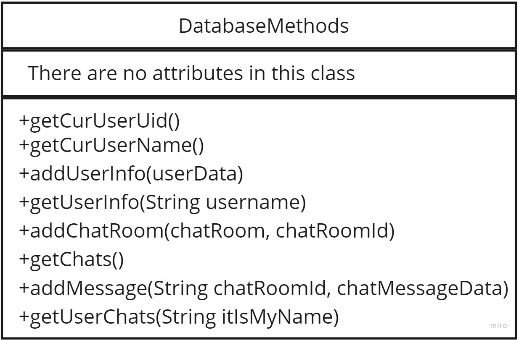 DatabaseMethods
There are no attributes in this class
+getCurUserUid()
+getCurUserName()
+addUserInfo(userData)
+getUserInfo(String username)
+addChatRoom(chatRoom, chatRoomId)
+getChats()
+addMessage(String chatRoomId, chatMessageData)
+getUserChats(String itIsMyName)
miro